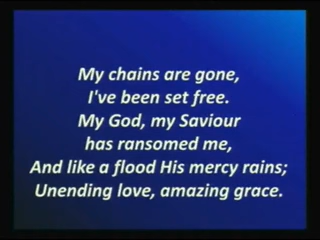 My chains are gone,
I've been set free.
My God, my Saviour
has ransomed me,
And like a flood His mercy rains;
Unending love, amazing grace.